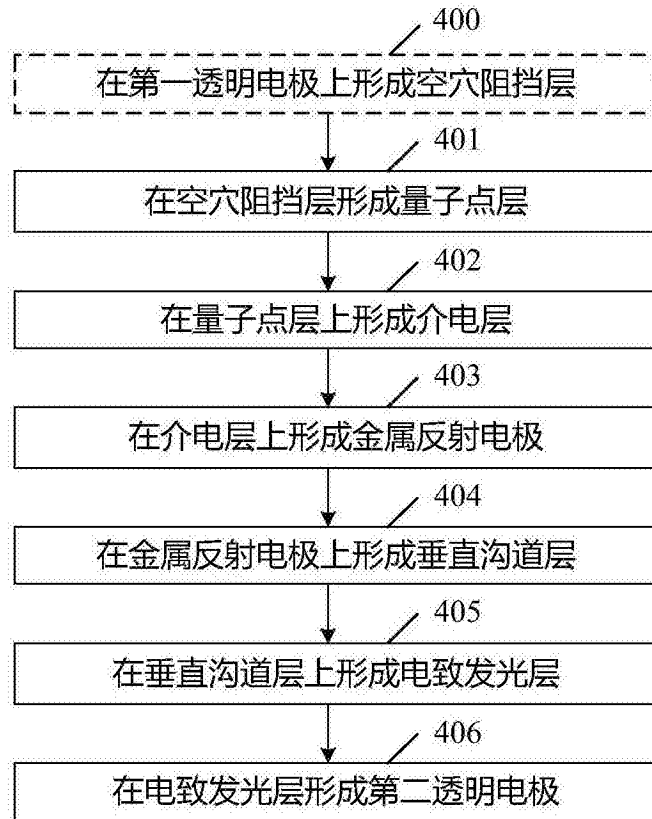 400
在第一透明电极上形成空穴阻挡层
401
在空穴阻挡层形成量子点层
402
在量子点层上形成介电层
403
在介电层上形成金属反射电极
404
在金属反射电极上形成垂直沟道层
405
在垂直沟道层上形成电致发光层
406
在电致发光层形成第二透明电极